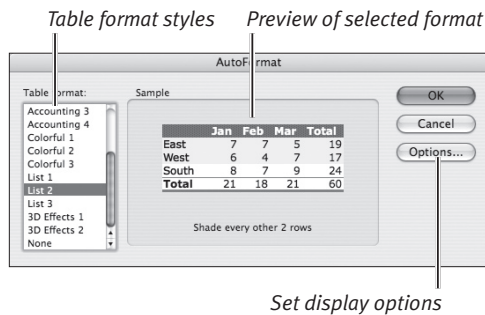 Table format styles
Preview of selected format
AutoFormat
Table format:
Sample
Accounting 3
Accounting 4
Colorful 1
Colorful 2
Colorful 3
List 1
List 2
List 3
3D Effects 1
3D Effects 2
None
Jan Feb Mar Total
East 7 7 5 19
West 6 4 7 17
South 8 7 9 24
Total 21 18 21 60
Shade every other 2 rows
OK
Cancel
Options...
Set display options